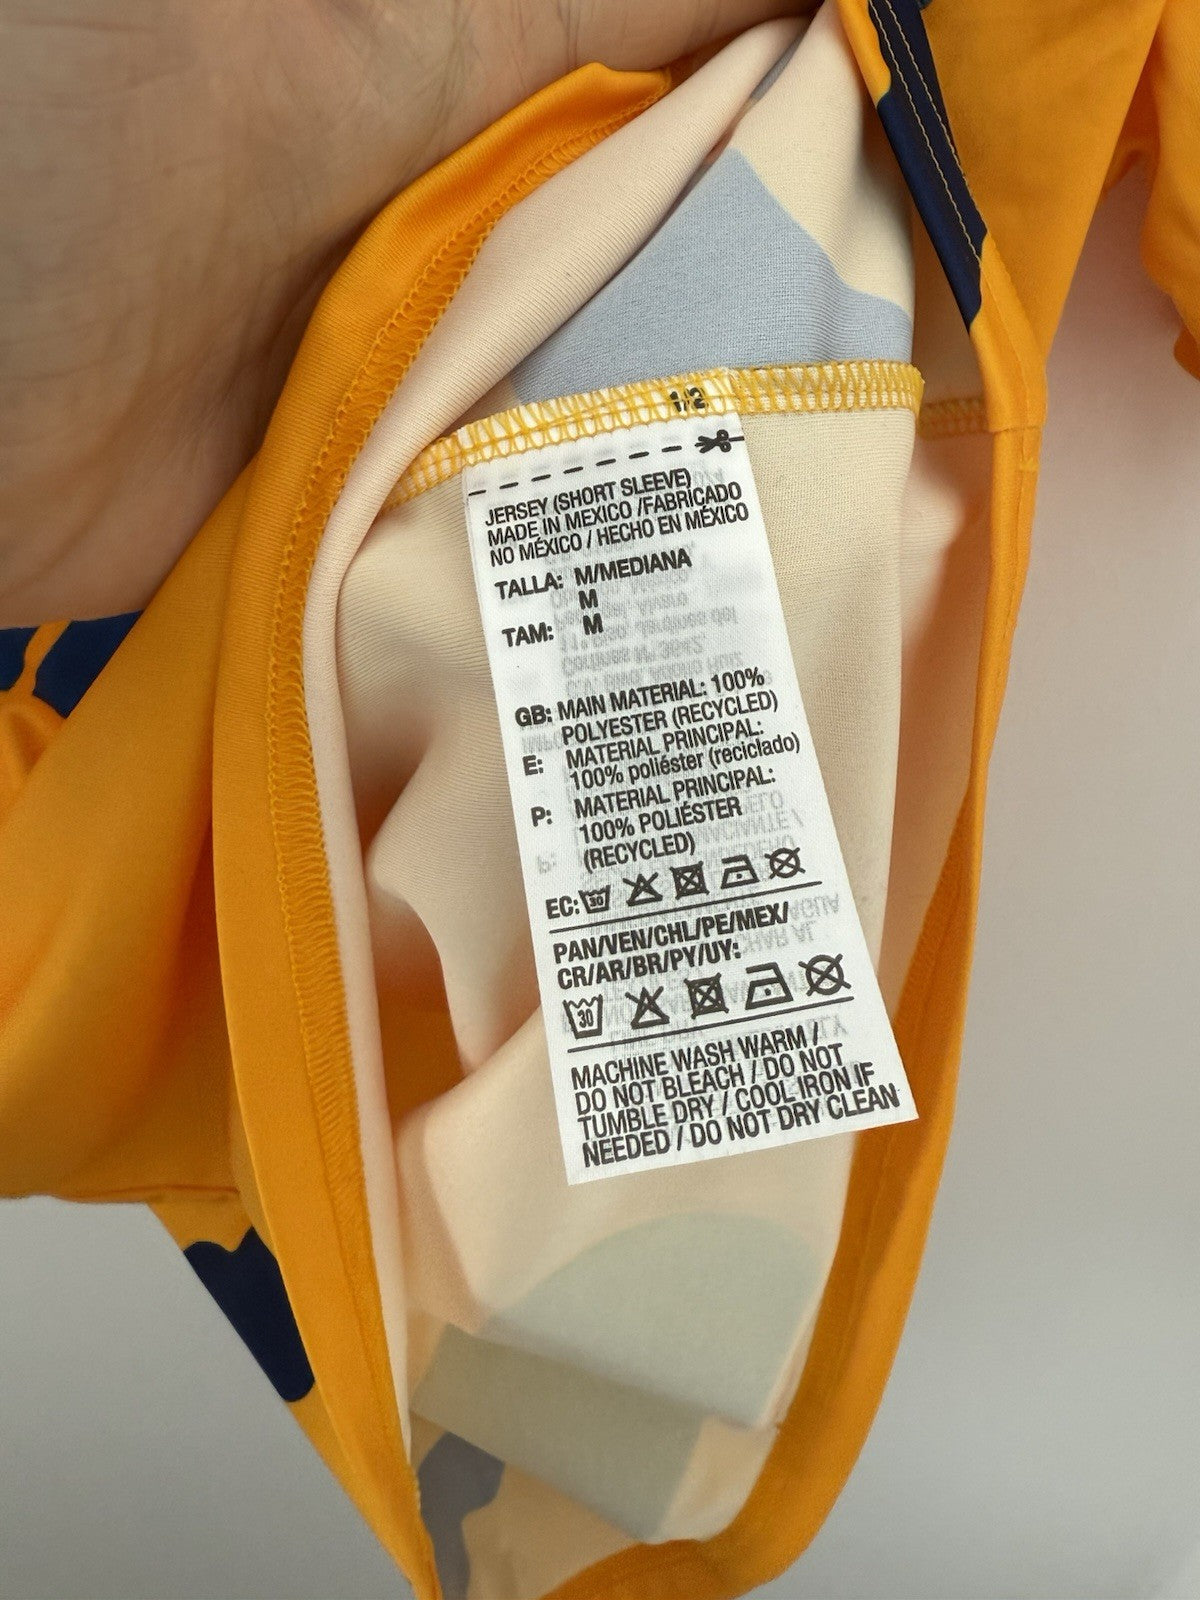 1/2
JERSEY (SHORT SLEEVE)
MADE IN MEXICO /FABRICADO
NO MÉXICO / HECHO EN MÉXICO
TALLA: M/MEDIANA
M
TAM: M
GB: MAIN MATERIAL: 100%
POLYESTER (RECYCLED)
E: MATERIAL PRINCIPAL:
100% poliéster (reciclado)
P: MATERIAL PRINCIPAL:
100% POLIÉSTER
(RECYCLED)
EC: 30
PAN/VEN/CHL/PE/MEX/
CR/AR/BR/PY/UY:
30
MACHINE WASH WARM /
DO NOT BLEACH / DO NOT
TUMBLE DRY / COOL IRON IF
NEEDED / DO NOT DRY CLEAN